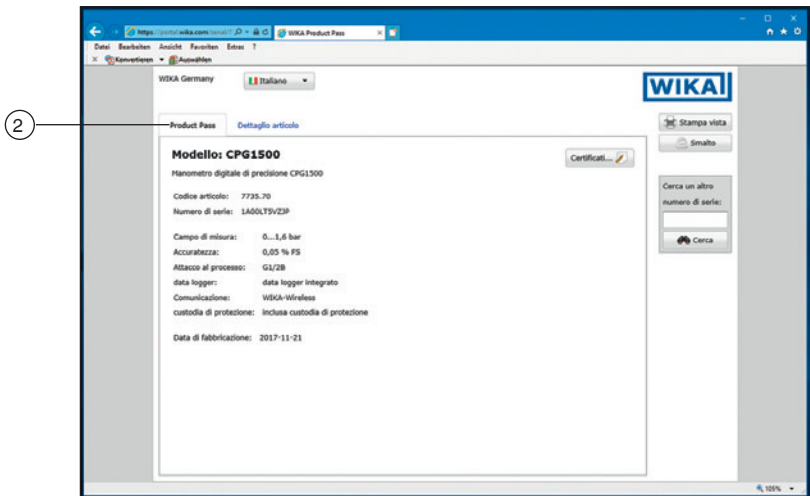 https://portal.wika.com/serial/?
WIKA Product Pass
Datei Bearbeiten Ansicht Favoriten Extras ?
x Konvertieren Auswählen
WIKA Germany
Italiano
WIKA
2
Product Pass Dettaglio articolo
Stampa vista
Smalto
Modello: CPG1500
Certificati...
Manometro digitale di precisione CPG1500
Codice articolo: 7735.70
Numero di serie: 1A00LT5VZJP
Cerca un altro
numero di serie:
Cerca
Campo di misura: 0...1,6 bar
Accuratezza: 0,05 % FS
Attacco al processo: G1/2B
data logger: data logger integrato
Comunicazione: WIKA-Wireless
custodia di protezione: inclusa custodia di protezione
Data di fabbricazione: 2017-11-21
105%